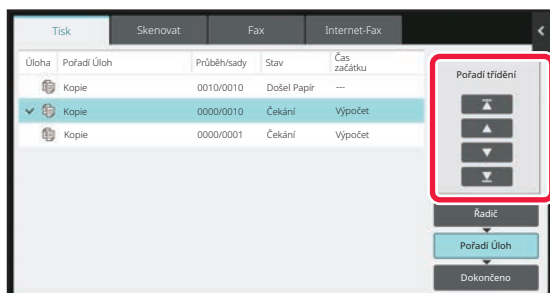 Tisk Skenovat Fax Internet-Fax
Úloha Pořadí Úloh Průběh/sady Stav Čas začátku
Kopie 0010/0010 Došel Papír ---
Kopie 0000/0010 Čekání Výpočet
Kopie 0000/0001 Čekání Výpočet
Pořadí třídění
Řadič
Pořadí Úloh
Dokončeno